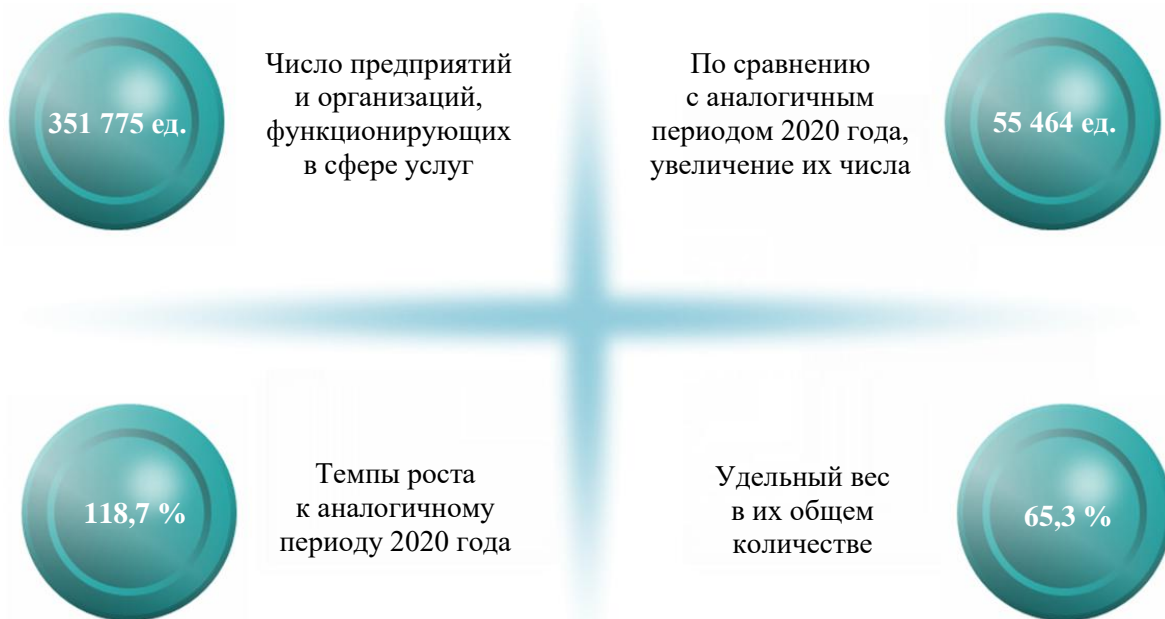 351 775 ед.
Число предприятий
и организаций,
функционирующих
в сфере услуг
По сравнению
с аналогичным
периодом 2020 года,
увеличение их числа
55 464 ед.
118,7 %
Темпы роста
к аналогичному
периоду 2020 года
Удельный вес
в их общем
количестве
65,3 %